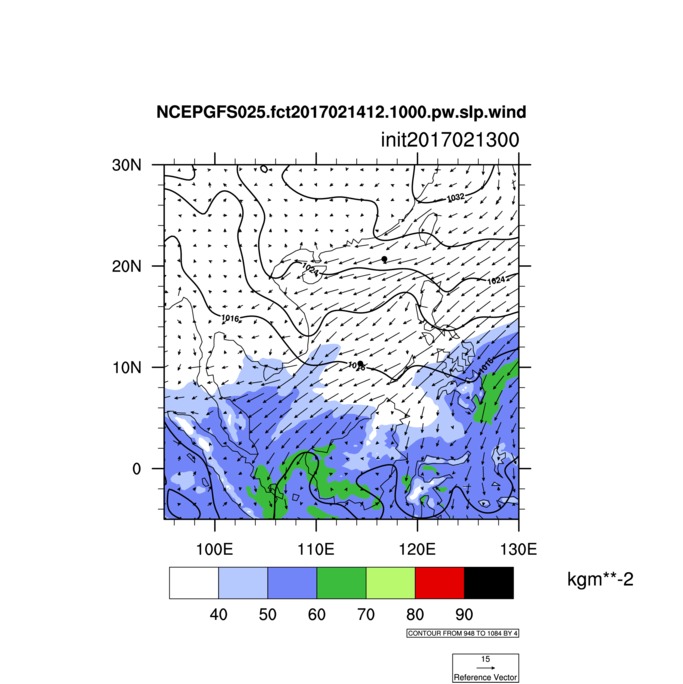 NCEPGFS025.fct2017021412.1000.pw.slp.wind
init2017021300
30N
20N
10N
0
100E 110E 120E 130E
1032
1024
1024
1016
1016
kgm**-2
40 50 60 70 80 90
CONTOUR FROM 948 TO 1084 BY 4
15
Reference Vector